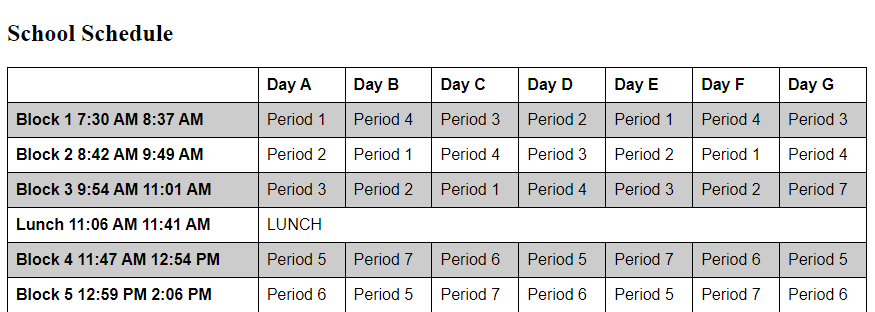 School Schedule
Day A Day B Day C Day D Day E Day F Day G
Block 1 7:30 AM 8:37 AM Period 1 Period 4 Period 3 Period 2 Period 1 Period 4 Period 3
Block 2 8:42 AM 9:49 AM Period 2 Period 1 Period 4 Period 3 Period 2 Period 1 Period 4
Block 3 9:54 AM 11:01 AM Period 3 Period 2 Period 1 Period 4 Period 3 Period 2 Period 7
Lunch 11:06 AM 11:41 AM LUNCH
Block 4 11:47 AM 12:54 PM Period 5 Period 7 Period 6 Period 5 Period 7 Period 6 Period 5
Block 5 12:59 PM 2:06 PM Period 6 Period 5 Period 7 Period 6 Period 5 Period 7 Period 6